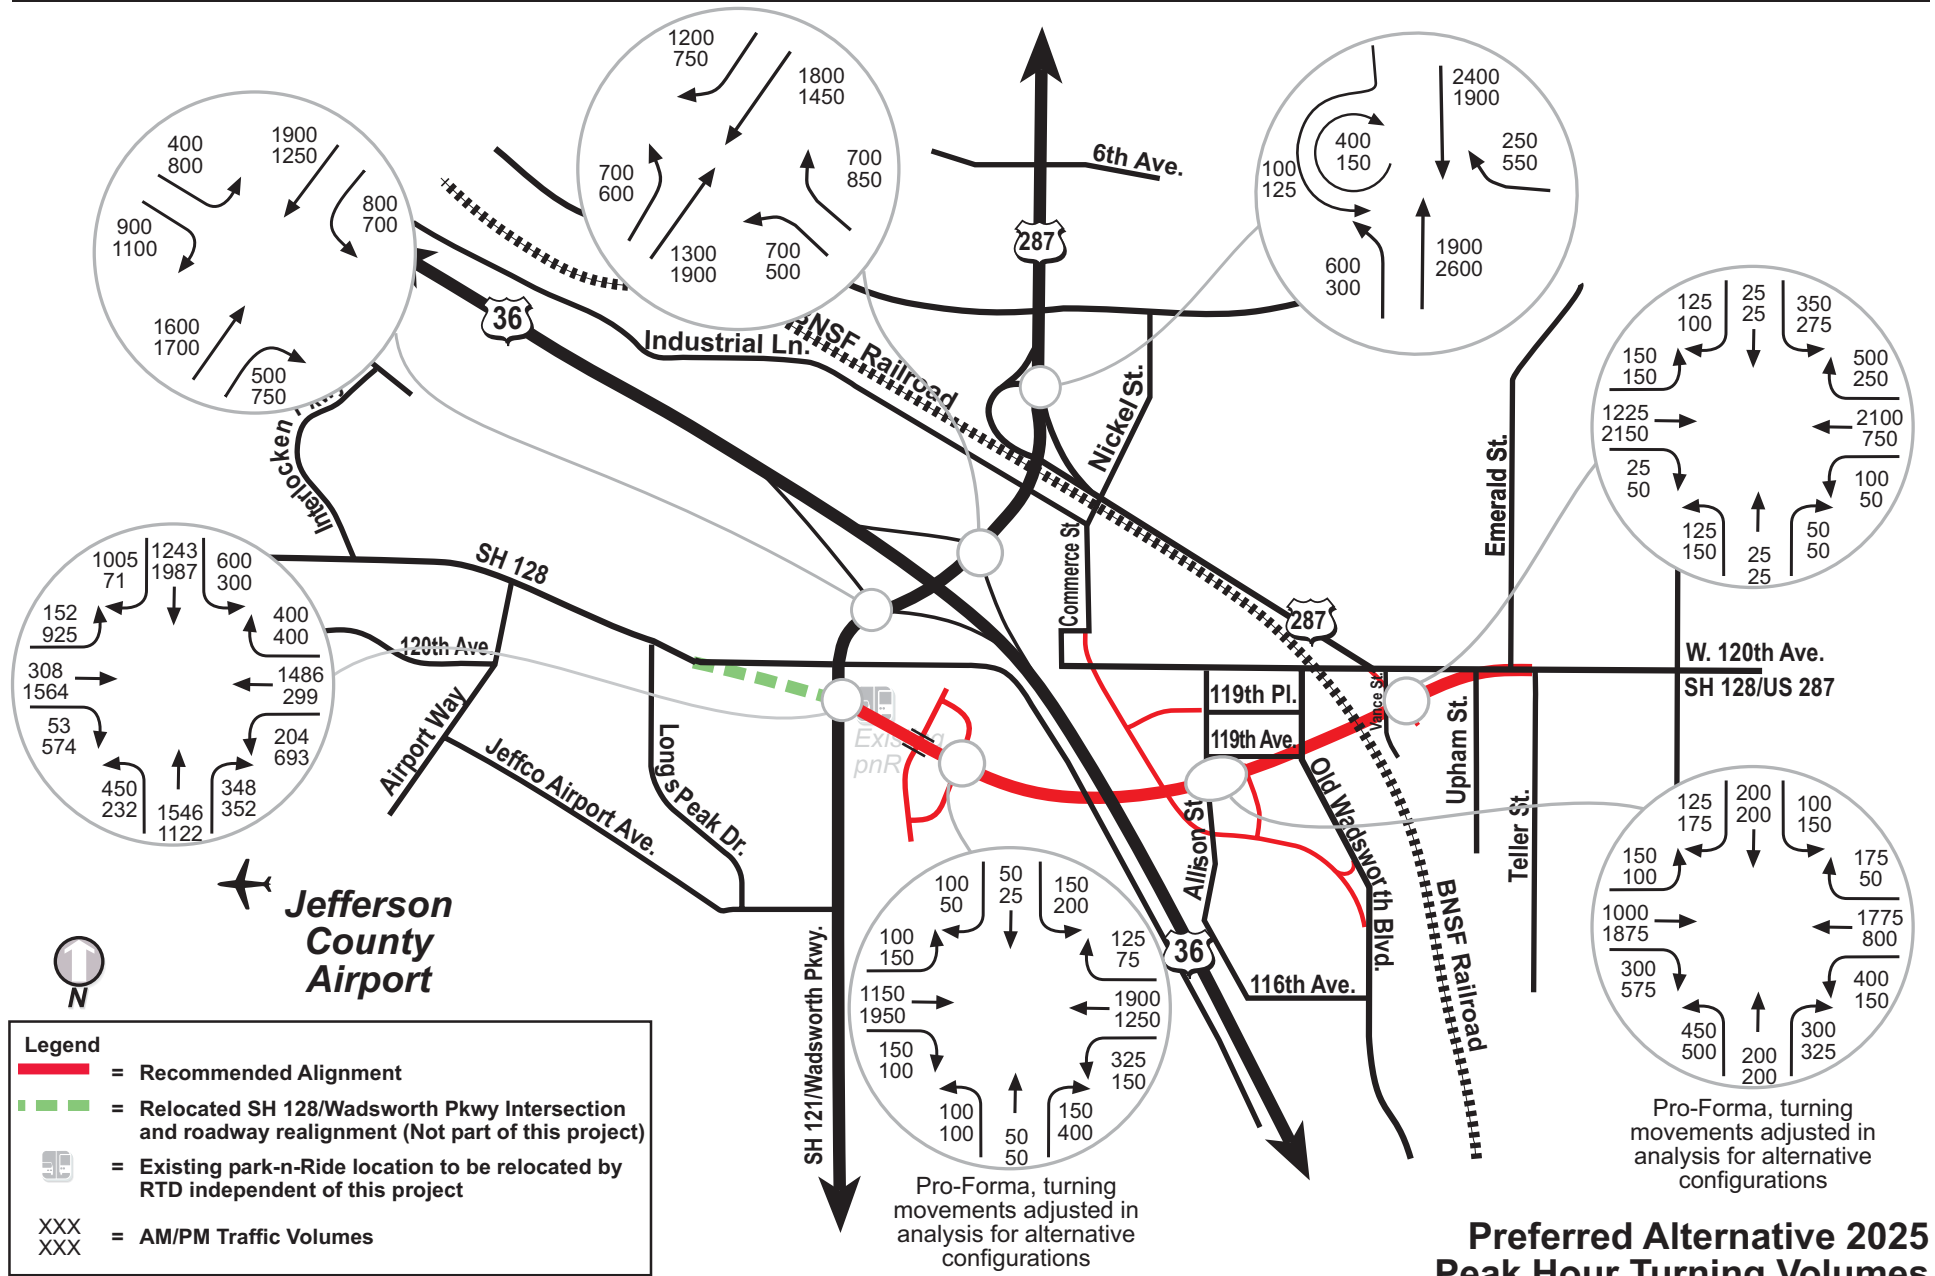 1200
750
1800
1450
700
600
700
850
1300
1900
700
500
400
800
1900
1250
800
700
900
1100
1600
1700
500
750
2400
1900
400
150
250
550
100
125
1900
2600
600
300
6th Ave.
287
36
Industrial Ln.
BNSF Railroad
Nickel St.
Interlocken
Emerald St.
125
100
25
25
350
275
150
150
500
250
1225
2150
2100
750
25
50
100
50
125
150
25
25
50
50
1005
71
1243
1987
600
300
152
925
400
400
308
1564
1486
299
53
574
204
693
450
232
1546
1122
348
352
SH 128
120th Ave.
Airport Way
Jeffco Airport Ave.
Longs Peak Dr.
Existing
pnR
Commerce St
287
W. 120th Ave.
SH 128/US 287
119th Pl.
119th Ave.
Vance St.
Upham St.
Teller St.
Allison St
Old Wadsworth Blvd.
BNSF Railroad
36
116th Ave.
SH 121/Wadsworth Pkwy.
Jefferson
County
Airport
N
100
50
50
25
150
200
100
150
125
75
1150
1950
1900
1250
150
100
325
150
100
100
50
50
150
400
Pro-Forma, turning
movements adjusted in
analysis for alternative
configurations
125
175
200
200
100
150
150
100
175
50
1000
1875
1775
800
300
575
400
150
450
500
200
200
300
325
Pro-Forma, turning
movements adjusted in
analysis for alternative
configurations
Legend
= Recommended Alignment
= Relocated SH 128/Wadsworth Pkwy Intersection
and roadway realignment (Not part of this project)
= Existing park-n-Ride location to be relocated by
RTD independent of this project
XXX
XXX
= AM/PM Traffic Volumes
Preferred Alternative 2025
Peak Hour Turning Volumes